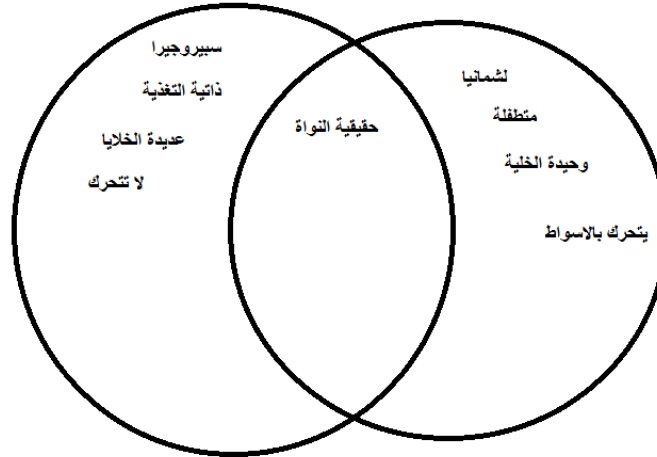 سبيروجيرا
ذاتية التغذية
عديدة الخلايا
لا تتحرك
حقيقية النواة
لشمانيا
متطفلة
وحيدة الخلية
يتحرك بالاسواط